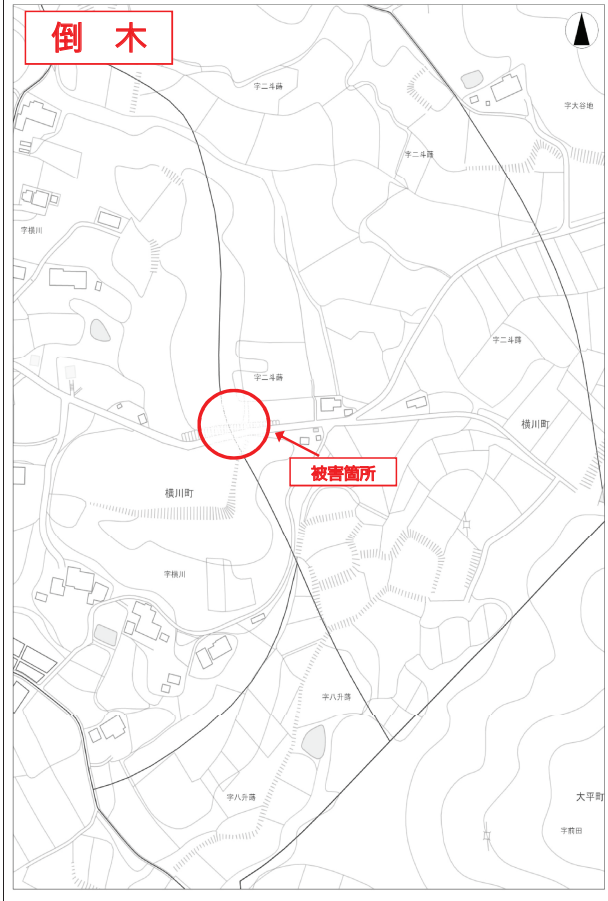 倒木
字二斗蒔
字大谷地
字二斗蒔
字横川
字二斗蒔
字二斗蒔
横川町
被害箇所
横川町
字横川
字八升蒔
字八升蒔
大平町
字前田